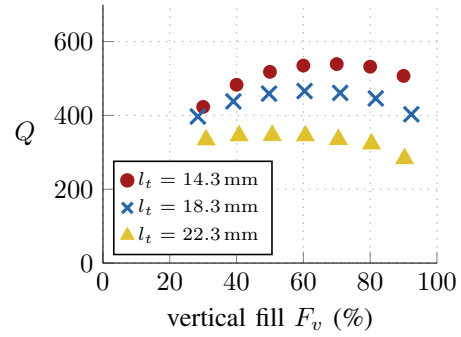 600
400
200
0
Q
l_t = 14.3 mm
l_t = 18.3 mm
l_t = 22.3 mm
0 20 40 60 80 100
vertical fill F_v (%)